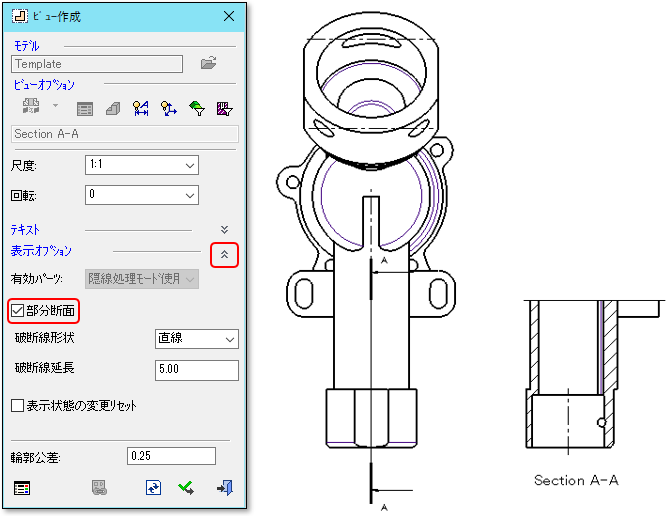 ビュー作成
モデル
Template
ビューオプション
Section A-A
尺度: 1:1
回転: 0
テキスト
表示オプション
有効パーツ: 隠線処理モード使用
部分断面
破断線形状 直線
破断線延長 5.00
表示状態の変更リセット
輪郭公差: 0.25
A
A
Section A-A